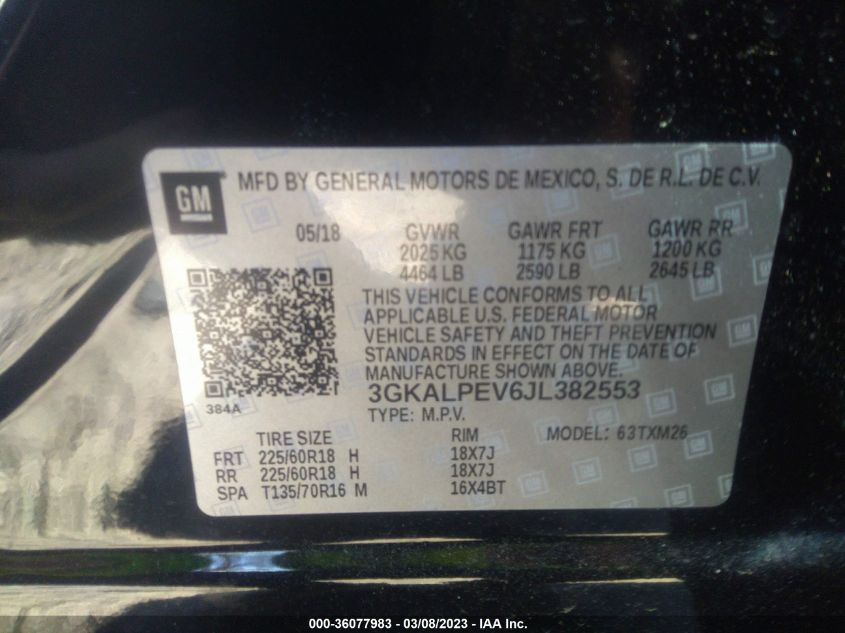 GM
MFD BY GENERAL MOTORS DE MEXICO, S. DE R.L. DE C.V.
05/18 GVWR GAWR FRT GAWR RR
2025 KG 1175 KG 1200 KG
4464 LB 2590 LB 2645 LB
THIS VEHICLE CONFORMS TO ALL
APPLICABLE U.S. FEDERAL MOTOR
VEHICLE SAFETY AND THEFT PREVENTION
STANDARDS IN EFFECT ON THE DATE OF
MANUFACTURE SHOWN ABOVE.
384A
3GKALPEV6JL382553
TYPE: M.P.V.
TIRE SIZE RIM MODEL: 63TXM26
FRT 225/60R18 H 18X7J
RR 225/60R18 H 18X7J
SPA T135/70R16 M 16X4BT
000-36077983 - 03/08/2023 - IAA Inc.